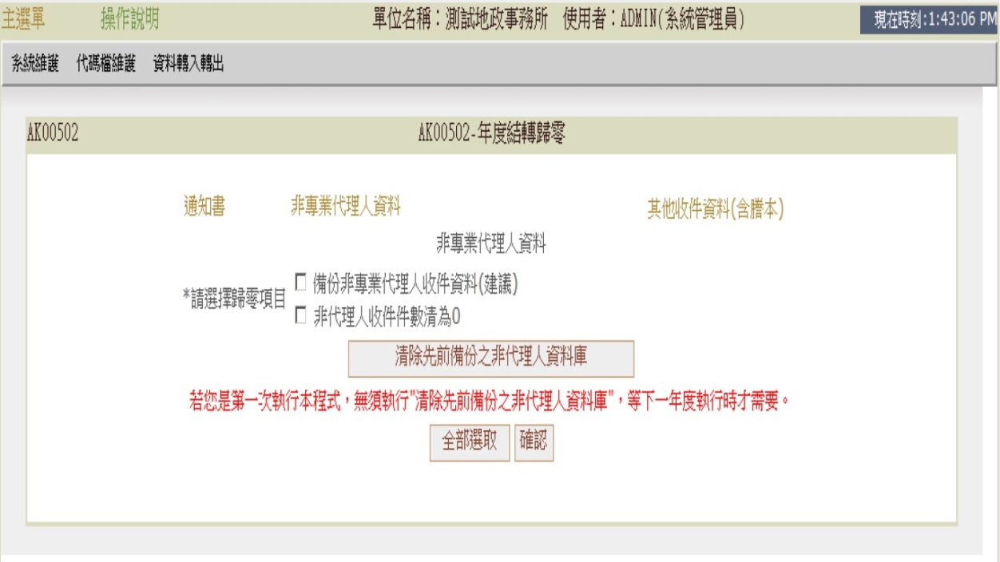 主選單 操作說明 單位名稱：測試地政事務所 使用者：ADMIN(系統管理員) 現在時刻:1:43:06 PM
系統維護 代碼檔維護 資料轉入轉出
AK00502 AK00502-年度結轉歸零
通知書 非專業代理人資料 其他收件資料(含謄本)
非專業代理人資料
*請選擇歸零項目
備份非專業代理人收件資料(建議)
非代理人收件件數清為0
清除先前備份之非代理人資料庫
若您是第一次執行本程式，無須執行"清除先前備份之非代理人資料庫"，等下一年度執行時才需要。
全部選取 確認